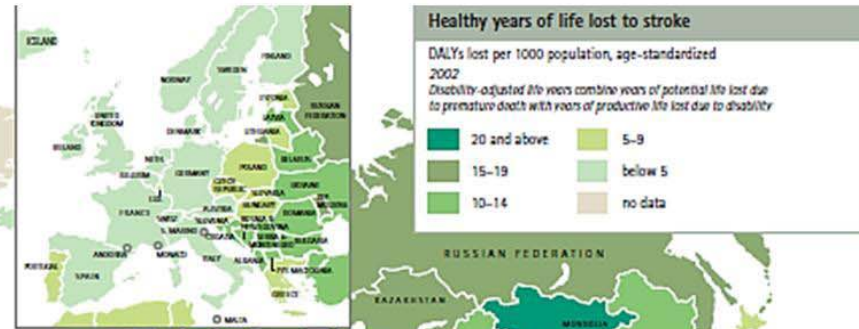 Healthy years of life lost to stroke
DALYs lost per 1000 population, age-standardized
2002
Disability-adjusted life years combine years of potential life lost due
to premature death with years of productive life lost due to disability
20 and above
5–9
15–19
below 5
10–14
no data
ICELAND
FINLAND
NORWAY
SWEDEN
ESTONIA
RUSSIAN
FEDERATION
LATVIA
UNITED
KINGDOM
DENMARK
LITHUANIA
IRELAND
NETH.
BELARUS
BELGIUM
GERMANY
POLAND
CZECH
REPUBLIC
UKRAINE
SLOVAKIA
FRANCE
AUSTRIA
HUNGARY
SLOVENIA
ROMANIA
S. MARINO
CROATIA
BULGARIA
ANDORRA
MONACO
ITALY
ALBANIA
PORTUGAL
SPAIN
GREECE
MALTA
RUSSIAN FEDERATION
KAZAKHSTAN
MONGOLIA